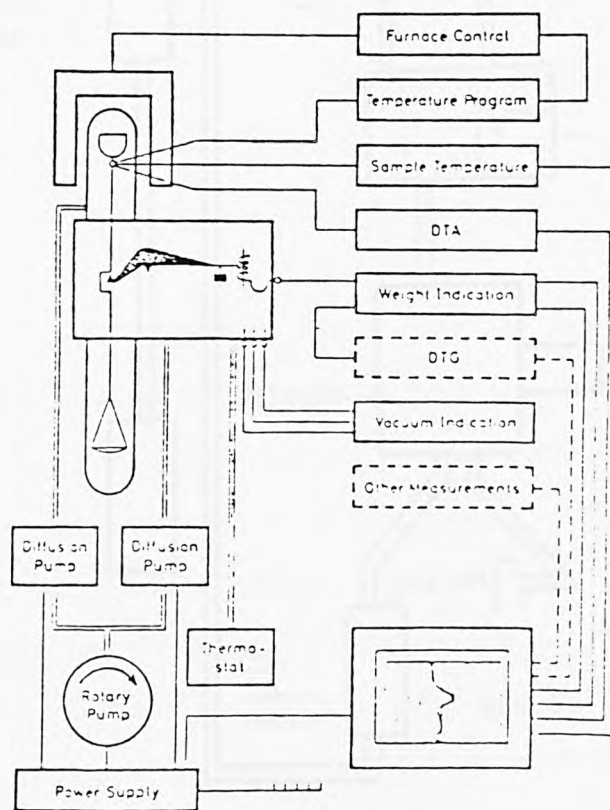 Furnace Control
Temperature Program
Sample Temperature
DTA
Weight Indication
DTG
Vacuum Indication
Other Measurements
Diffusion
Pump
Diffusion
Pump
Thermo-
stat
Rotary
Pump
Power Supply